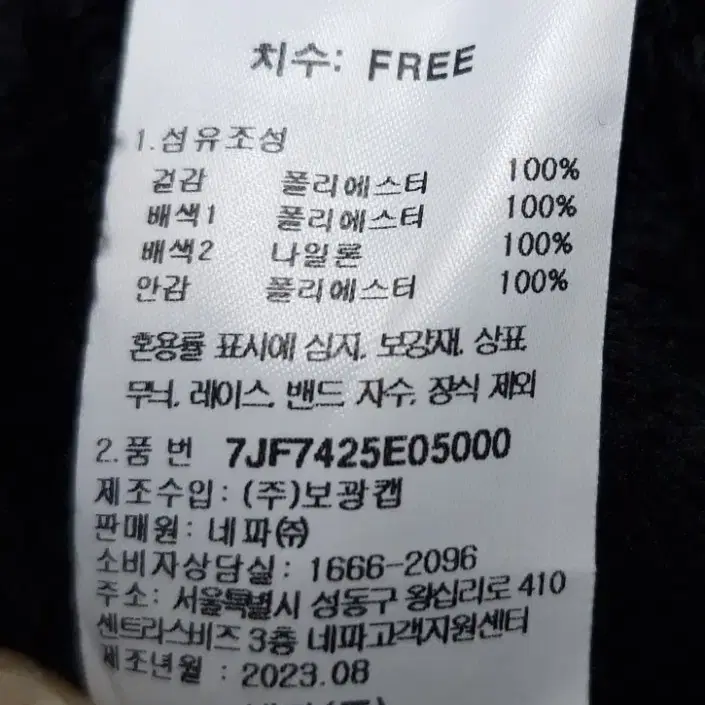 치수: FREE
1.섬유조성
겉감 폴리에스터 100%
배색1 폴리에스터 100%
배색2 나일론 100%
안감 폴리에스터 100%
혼용률 표시에 심지, 보강재, 상표
무늬, 레이스, 밴드 자수, 장식 제외
2.품 번 7JF7425E05000
제조수입: (주)보광캡
판매원: 네파㈜
소비자상담실: 1666-2096
주소: 서울특별시 성동구 왕십리로 410
센트라스비즈 3층 네파고객지원센터
제조년월 : 2023.08